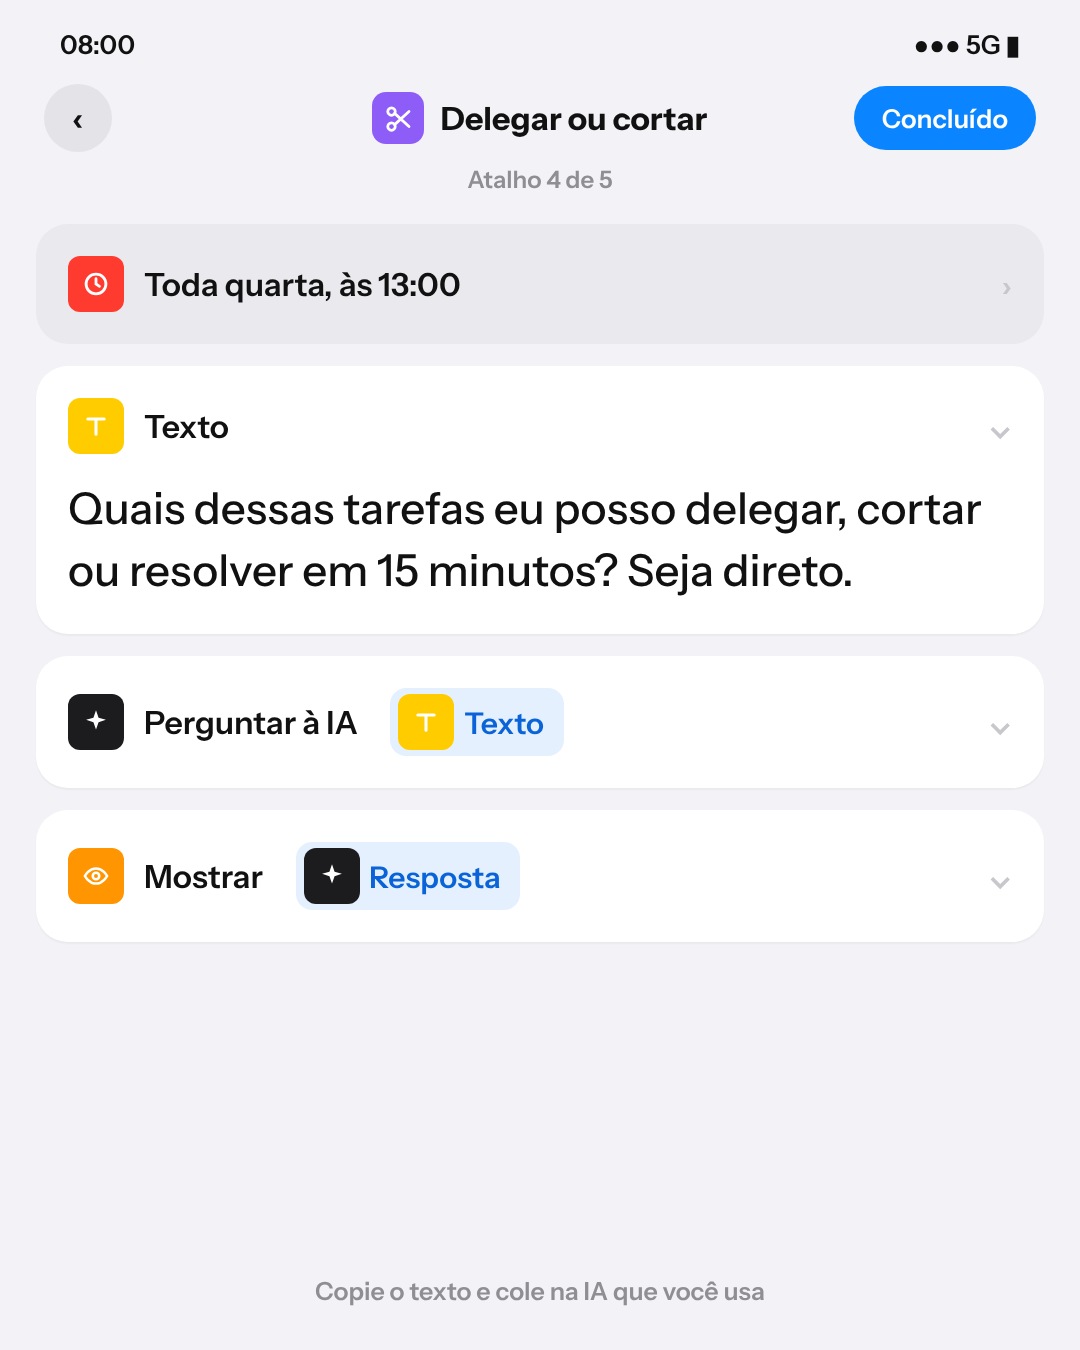 08:00
5G
Delegar ou cortar
Concluído
Atalho 4 de 5
Toda quarta, às 13:00
Texto
Quais dessas tarefas eu posso delegar, cortar
ou resolver em 15 minutos? Seja direto.
Perguntar à IA Texto
Mostrar Resposta
Copie o texto e cole na IA que você usa